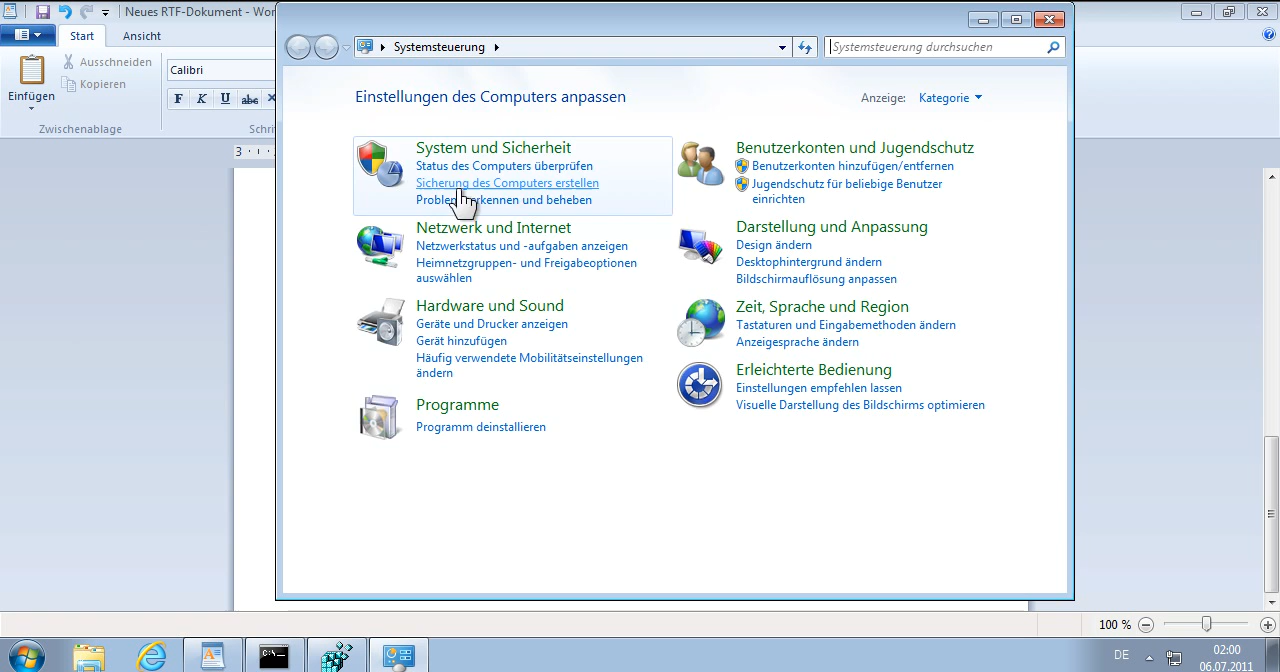 Neues RTF-Dokument - Wor
Start
Ansicht
Ausschneiden
Kopieren
Einfügen
Zwischenablage
Calibri
F K U abe
Schri
3
Systemsteuerung
Systemsteuerung durchsuchen
Einstellungen des Computers anpassen
Anzeige: Kategorie
System und Sicherheit
Status des Computers überprüfen
Sicherung des Computers erstellen
erkennen und beheben
Netzwerk und Internet
Netzwerkstatus und -aufgaben anzeigen
Heimnetzgruppen- und Freigabeoptionen
auswählen
Hardware und Sound
Geräte und Drucker anzeigen
Gerät hinzufügen
Häufig verwendete Mobilitätseinstellungen
ändern
Programme
Programm deinstallieren
Benutzerkonten und Jugendschutz
Benutzerkonten hinzufügen/entfernen
Jugendschutz für beliebige Benutzer
einrichten
Darstellung und Anpassung
Design ändern
Desktophintergrund ändern
Bildschirmauflösung anpassen
Zeit, Sprache und Region
Tastaturen und Eingabemethoden ändern
Anzeigesprache ändern
Erleichterte Bedienung
Einstellungen empfehlen lassen
Visuelle Darstellung des Bildschirms optimieren
100 %
C:\_
DE
02:00
06.07.2011